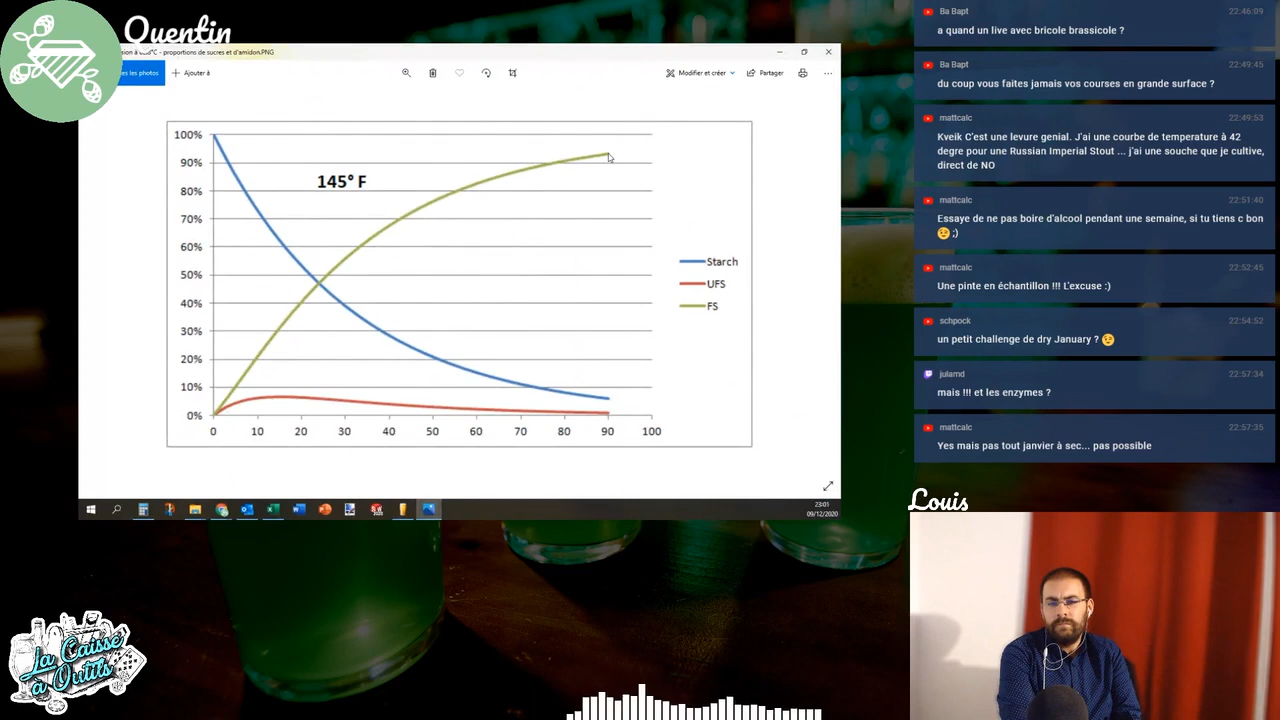 Quentin
sion à 63°C - proportions de sucres et d'amidon.PNG
es les photos
Ajouter à
Modifier et créer
Partager
100%
90%
80%
70%
60%
50%
40%
30%
20%
10%
0%
145° F
0 10 20 30 40 50 60 70 80 90 100
Starch
UFS
FS
23:01
09/12/2020
Ba Bapt 22:46:09
a quand un live avec bricole brassicole ?
Ba Bapt 22:49:45
du coup vous faites jamais vos courses en grande surface ?
mattcalc 22:49:53
Kveik C'est une levure genial. J'ai une courbe de temperature à 42
degre pour une Russian Imperial Stout ... j'ai une souche que je cultive,
direct de NO
mattcalc 22:51:40
Essaye de ne pas boire d'alcool pendant une semaine, si tu tiens c bon
😉 ;)
mattcalc 22:52:45
Une pinte en échantillon !!! L'excuse :)
schpock 22:54:52
un petit challenge de dry January ? 😏
julamd 22:57:34
mais !!! et les enzymes ?
mattcalc 22:57:35
Yes mais pas tout janvier à sec... pas possible
Louis
La Caisse
à Outils